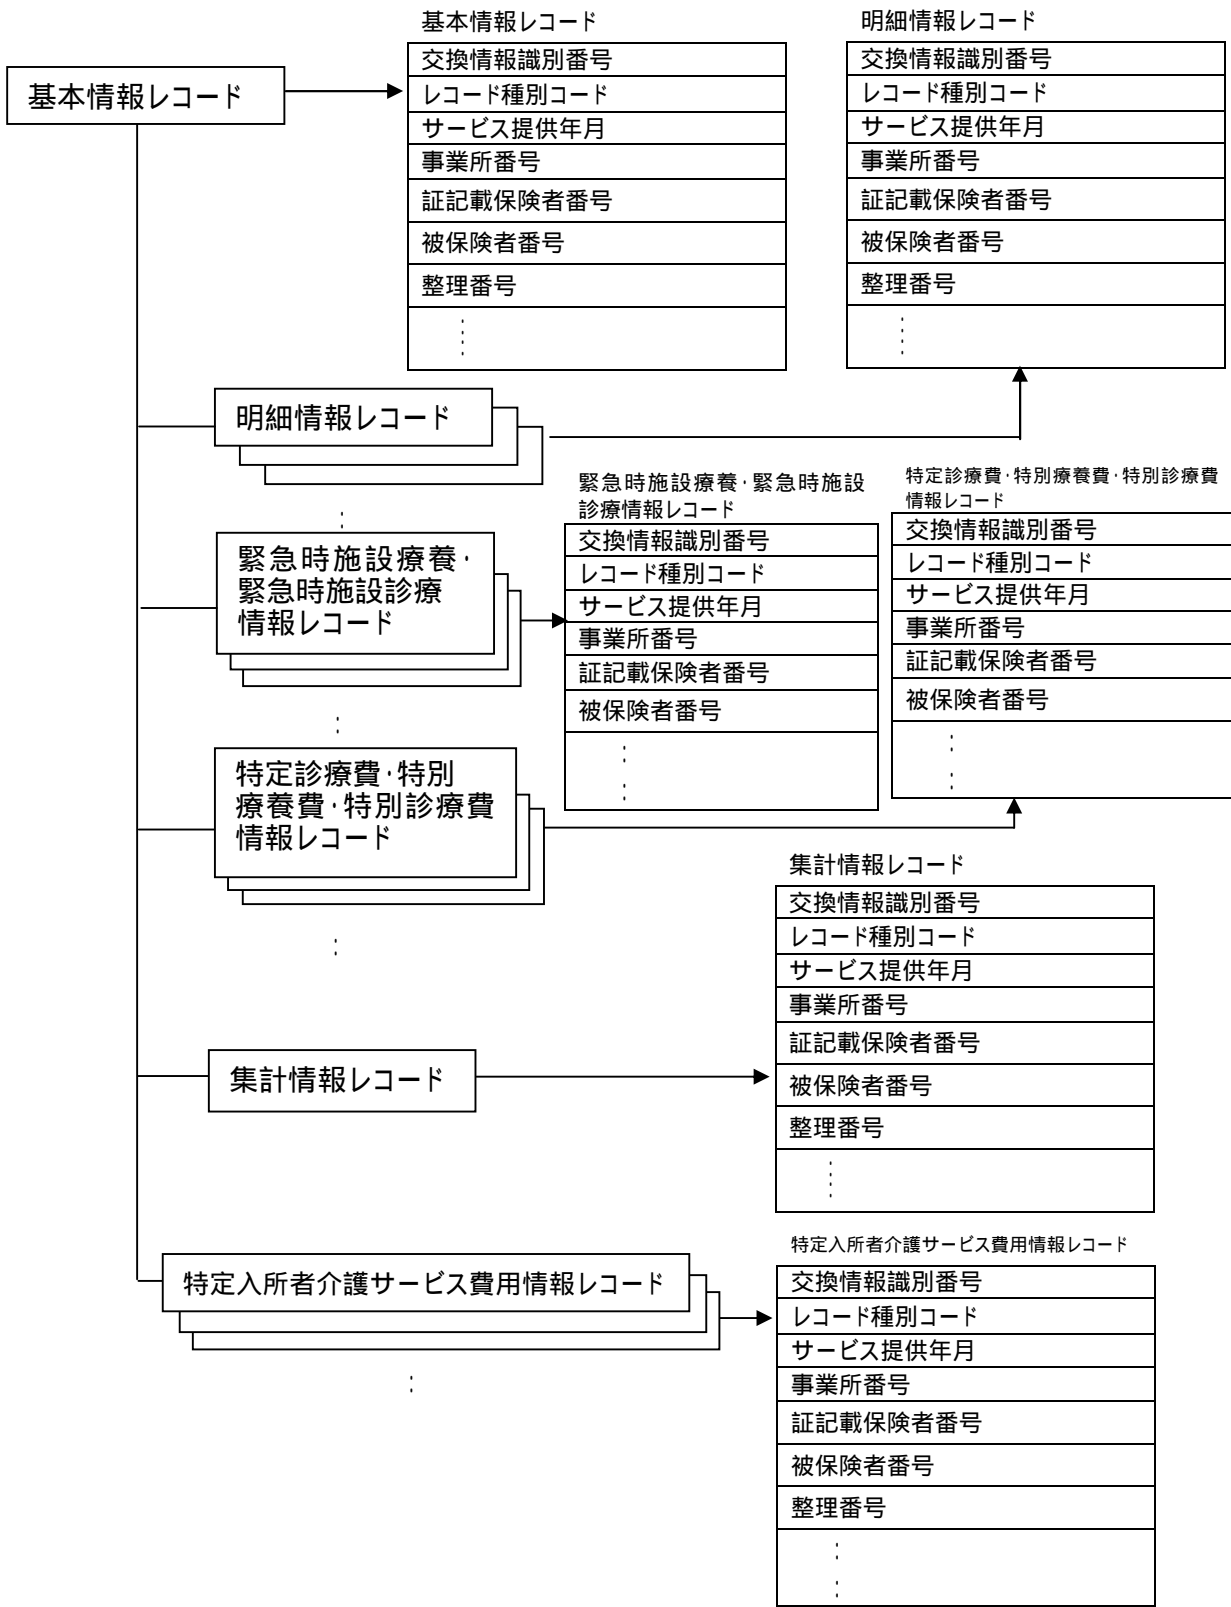 基本情報レコード
基本情報レコード
交換情報識別番号
レコード種別コード
サービス提供年月
事業所番号
証記載保険者番号
被保険者番号
整理番号
明細情報レコード
交換情報識別番号
レコード種別コード
サービス提供年月
事業所番号
証記載保険者番号
被保険者番号
整理番号
明細情報レコード
緊急時施設療養・
緊急時施設診療
情報レコード
緊急時施設療養・緊急時施設
診療情報レコード
交換情報識別番号
レコード種別コード
サービス提供年月
事業所番号
証記載保険者番号
被保険者番号
特定診療費・特別療養費・特別診療費
情報レコード
交換情報識別番号
レコード種別コード
サービス提供年月
事業所番号
証記載保険者番号
被保険者番号
特定診療費・特別
療養費・特別診療費
情報レコード
集計情報レコード
集計情報レコード
交換情報識別番号
レコード種別コード
サービス提供年月
事業所番号
証記載保険者番号
被保険者番号
整理番号
特定入所者介護サービス費用情報レコード
特定入所者介護サービス費用情報レコード
交換情報識別番号
レコード種別コード
サービス提供年月
事業所番号
証記載保険者番号
被保険者番号
整理番号